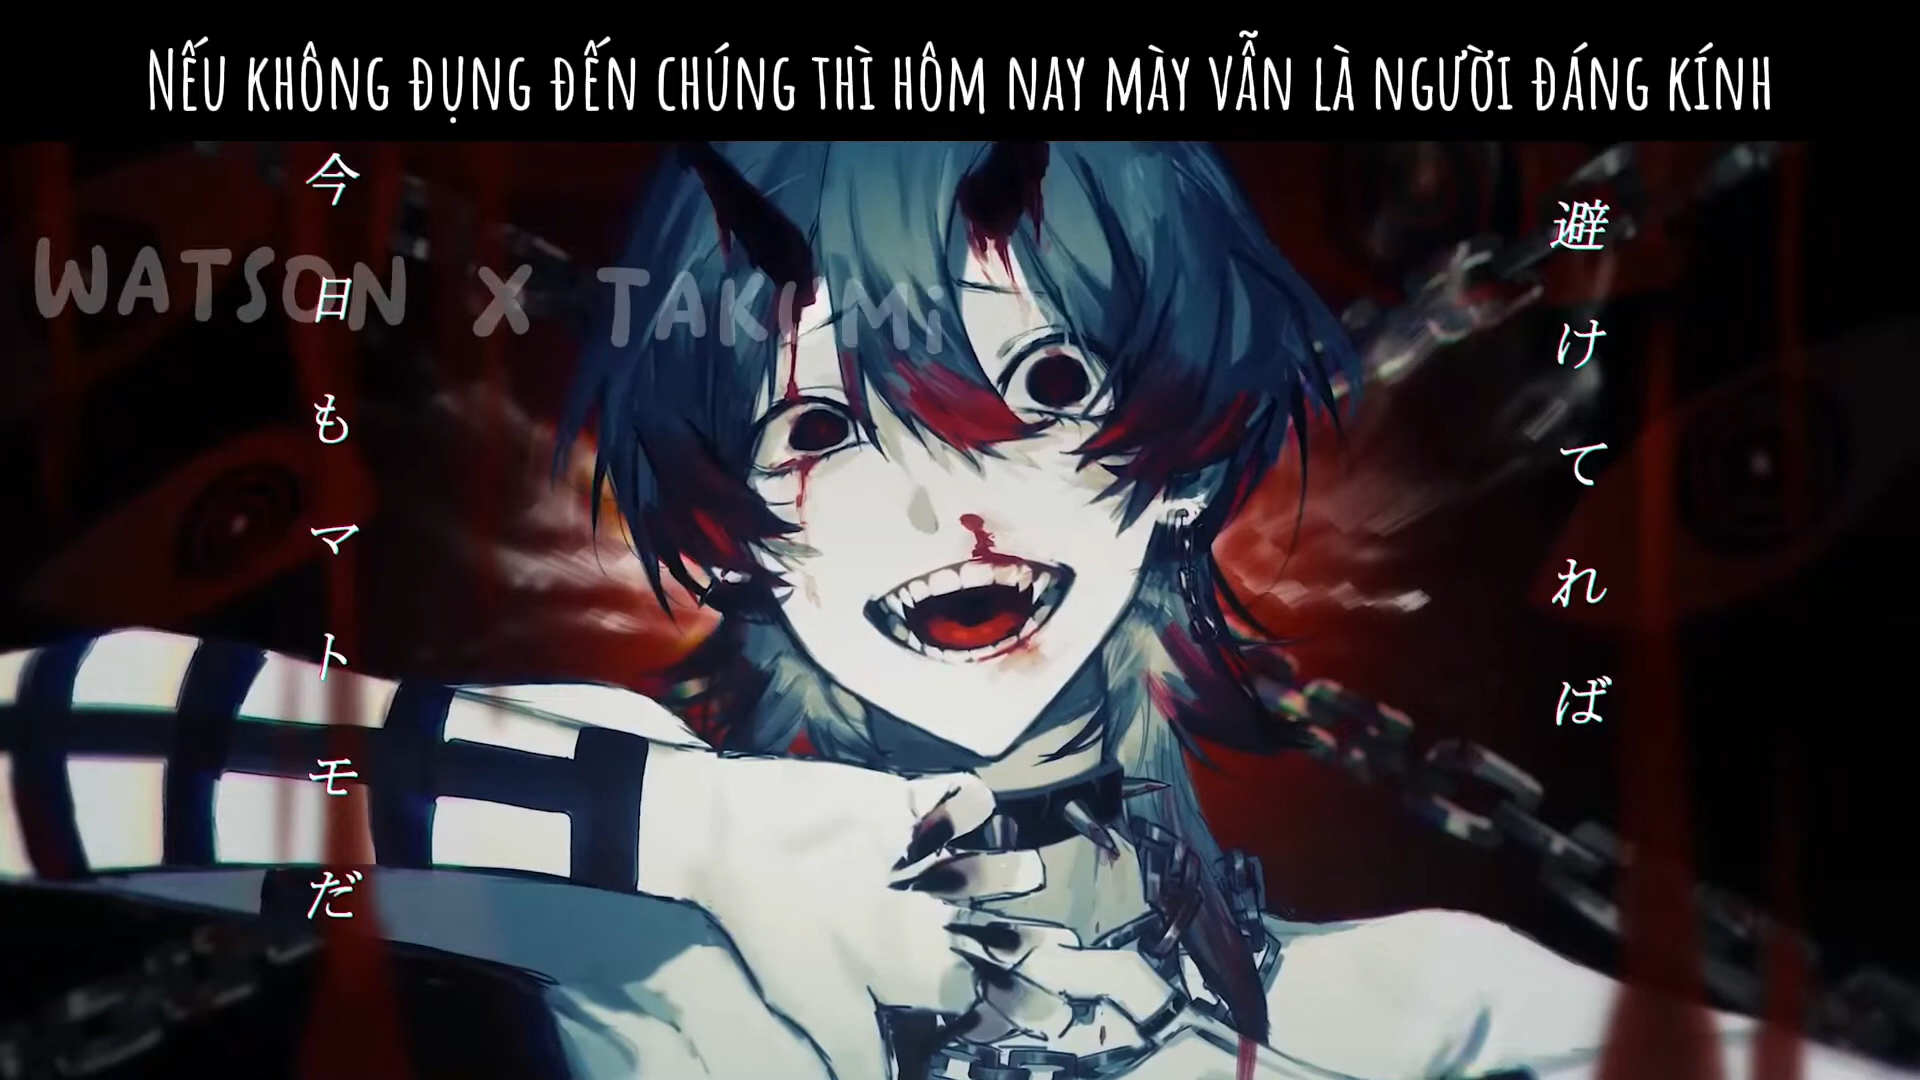 Nếu không đụng đến chúng thì hôm nay mày vẫn là người đáng kính
避けてれば
今日もマトモだ
WATSON X TAKUMi